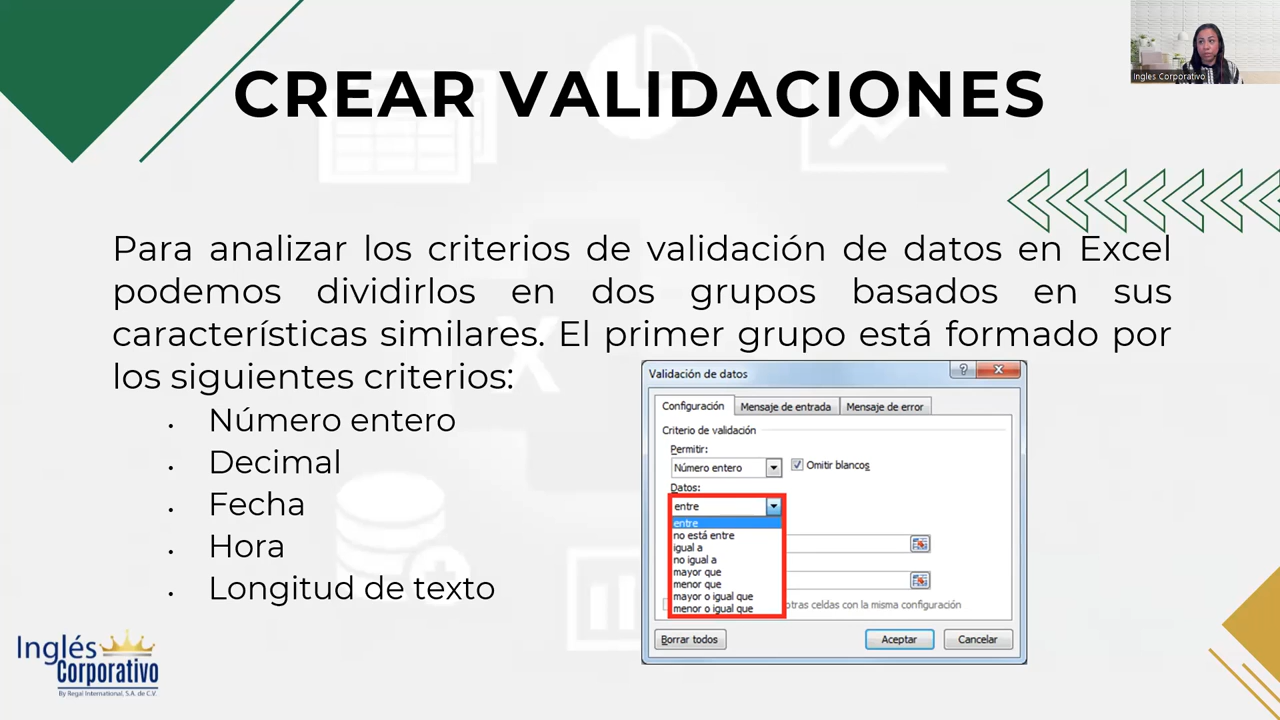 CREAR VALIDACIONES
Ingles Corporativo
Para analizar los criterios de validación de datos en Excel
podemos dividirlos en dos grupos basados en sus
características similares. El primer grupo está formado por
los siguientes criterios:
• Número entero
• Decimal
• Fecha
• Hora
• Longitud de texto
Validación de datos
?
Configuración
Mensaje de entrada
Mensaje de error
Criterio de validación
Permitir:
Número entero
Omitir blancos
Datos:
entre
entre
no está entre
igual a
no igual a
mayor que
menor que
mayor o igual que
menor o igual que
otras celdas con la misma configuración
Borrar todos
Aceptar
Cancelar
Inglés
Corporativo
By Regal International, S.A. de C.V.